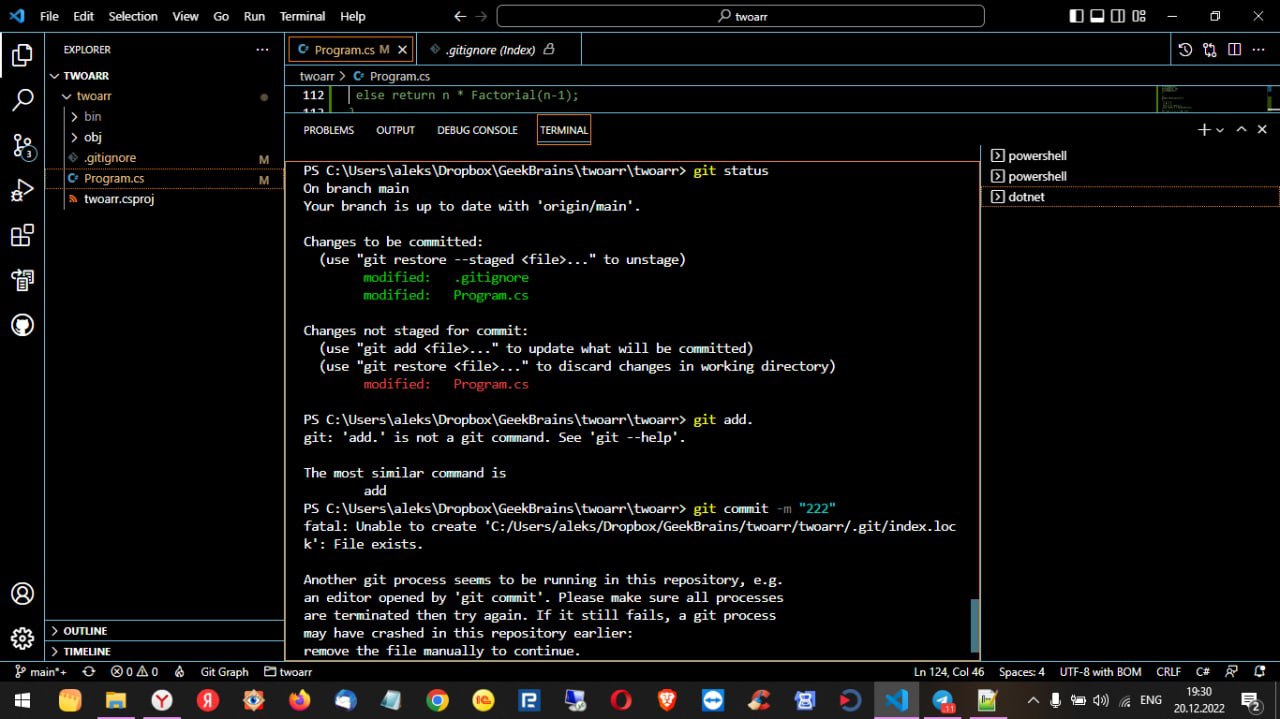 File Edit Selection View Go Run Terminal Help
twoarr
EXPLORER
TWOARR
twoarr
bin
obj
.gitignore M
Program.cs M
twoarr.csproj
OUTLINE
TIMELINE
3
Program.cs M
.gitignore (Index)
twoarr > Program.cs
112 else return n * Factorial(n-1);
PROBLEMS OUTPUT DEBUG CONSOLE TERMINAL
PS C:\Users\aleks\Dropbox\GeekBrains\twoarr\twoarr> git status
On branch main
Your branch is up to date with 'origin/main'.
Changes to be committed:
(use "git restore --staged <file>..." to unstage)
modified: .gitignore
modified: Program.cs
Changes not staged for commit:
(use "git add <file>..." to update what will be committed)
(use "git restore <file>..." to discard changes in working directory)
modified: Program.cs
PS C:\Users\aleks\Dropbox\GeekBrains\twoarr\twoarr> git add.
git: 'add.' is not a git command. See 'git --help'.
The most similar command is
add
PS C:\Users\aleks\Dropbox\GeekBrains\twoarr\twoarr> git commit -m "222"
fatal: Unable to create 'C:/Users/aleks/Dropbox/GeekBrains/twoarr/twoarr/.git/index.loc
k': File exists.
Another git process seems to be running in this repository, e.g.
an editor opened by 'git commit'. Please make sure all processes
are terminated then try again. If it still fails, a git process
may have crashed in this repository earlier:
remove the file manually to continue.
powershell
powershell
dotnet
main*+ 0 0 Git Graph twoarr Ln 124, Col 46 Spaces: 4 UTF-8 with BOM CRLF C#
ENG 19:30
20.12.2022
2
11